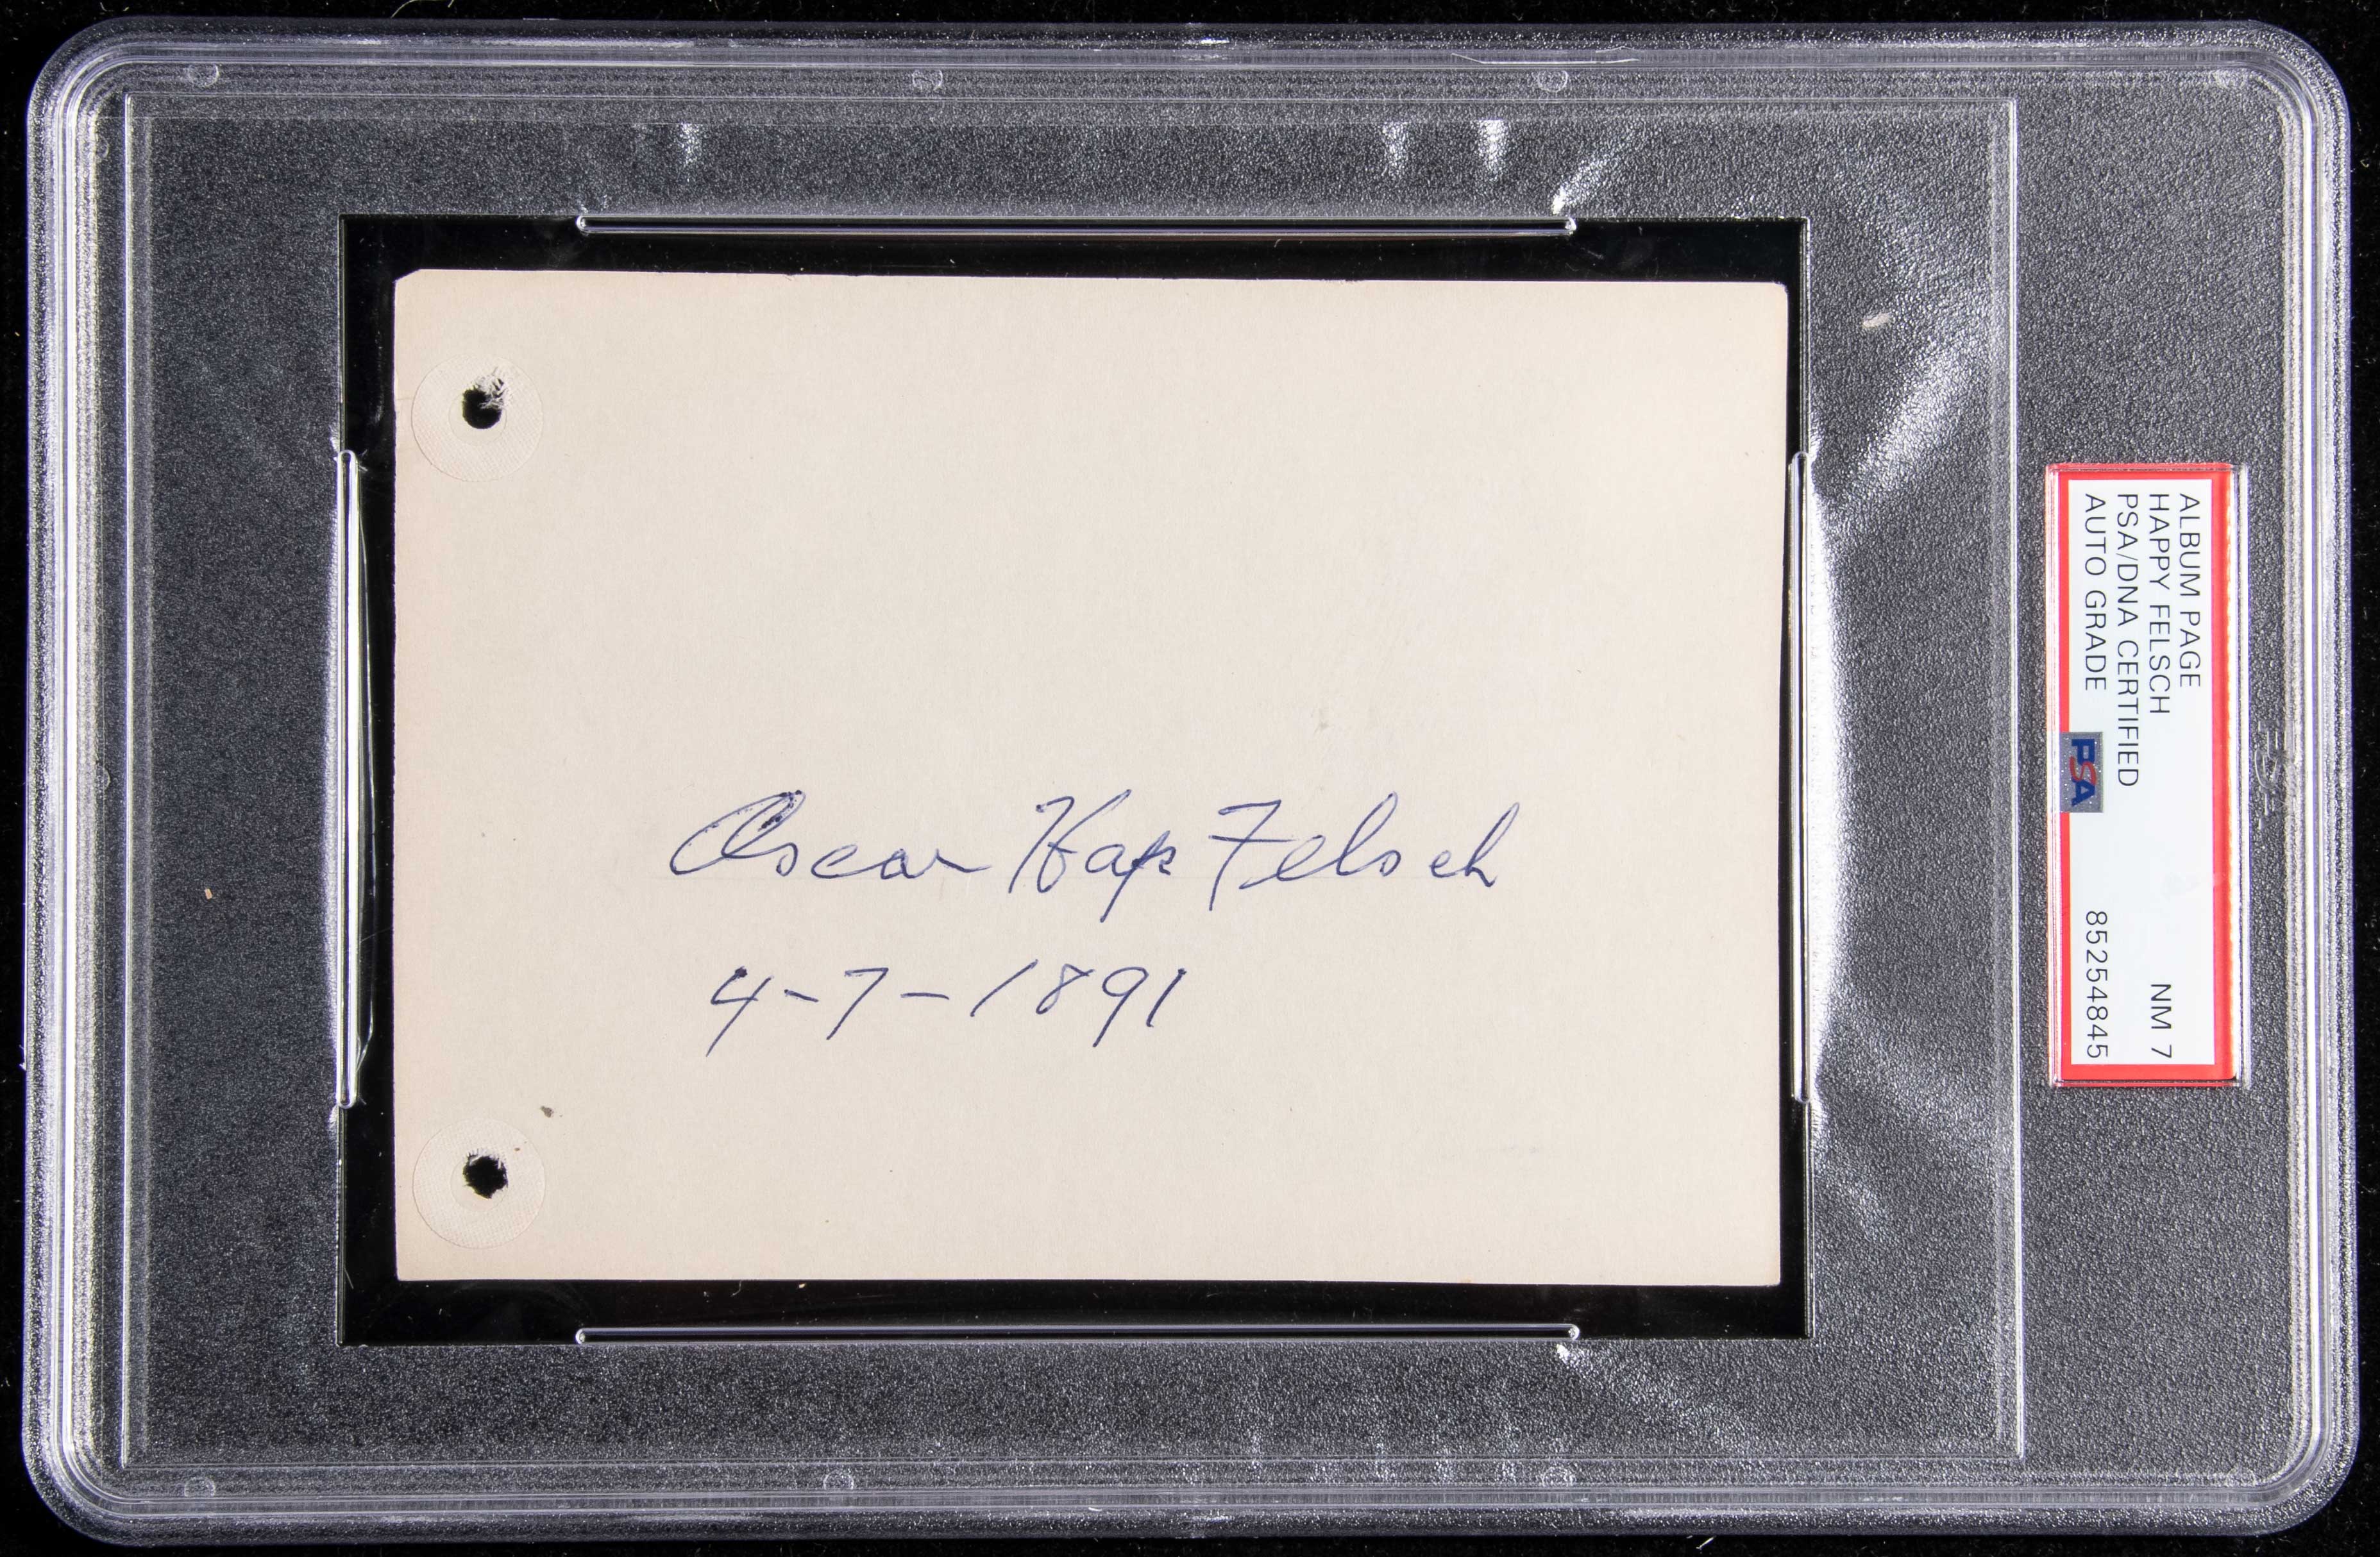 Oscar Hap Felsch
4-7-1891
ALBUM PAGE
HAPPY FELSCH NM 7
PSA/DNA CERTIFIED
AUTO GRADE 85254845
PSA